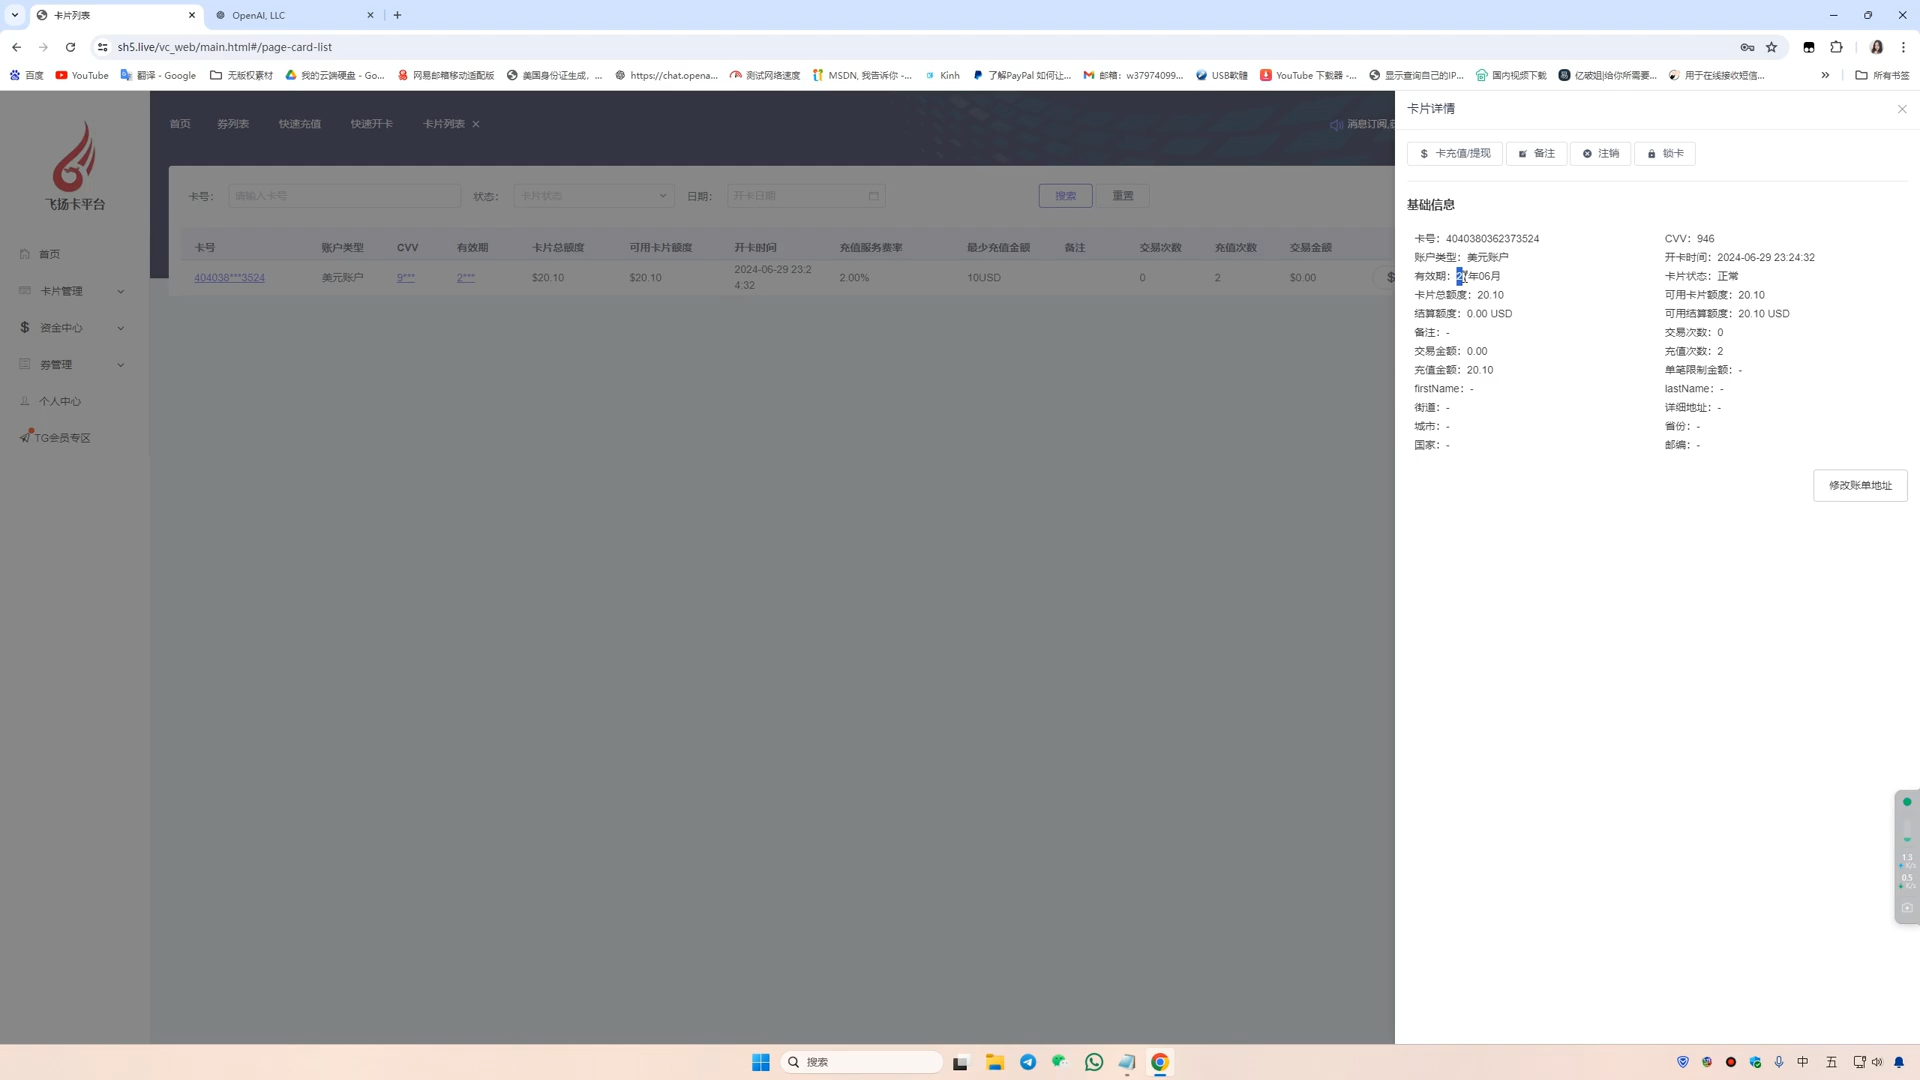 卡片列表
OpenAI, LLC
sh5.live/vc_web/main.html#/page-card-list
百度
YouTube
翻译 - Google
无版权素材
我的云端硬盘 - Go...
网易邮箱移动适配版
美国身份证生成, ...
https://chat.opena...
测试网络速度
MSDN, 我告诉你 -...
Kinh
了解PayPal 如何让...
邮箱：w37974099...
USB軟體
YouTube 下载器 -...
显示查询自己的IP...
国内视频下载
亿破姐|给你所需要...
用于在线接收短信...
所有书签
飞扬卡平台
首页
卡片管理
资金中心
券管理
个人中心
TG会员专区
首页
券列表
快速充值
快速开卡
卡片列表
消息订阅,
卡号：
请输入卡号
状态：
卡片状态
日期：
开卡日期
搜索
重置
卡号 账户类型 CVV 有效期 卡片总额度 可用卡片额度 开卡时间 充值服务费率 最少充值金额 备注 交易次数 充值次数 交易金额
404038***3524 美元账户 9*** 2*** $20.10 $20.10 2024-06-29 23:2 2.00% 10USD 0 2 $0.00 $
4:32
卡片详情
卡充值/提现
备注
注销
锁卡
基础信息
卡号：4040380362373524
CVV：946
账户类型：美元账户
开卡时间：2024-06-29 23:24:32
有效期：年06月
卡片状态：正常
卡片总额度：20.10
可用卡片额度：20.10
结算额度：0.00 USD
可用结算额度：20.10 USD
备注：-
交易次数：0
交易金额：0.00
充值次数：2
充值金额：20.10
单笔限制金额：-
firstName：-
lastName：-
街道：-
详细地址：-
城市：-
省份：-
国家：-
邮编：-
修改账单地址
1.3
K/s
0.5
K/s
搜索
中
五